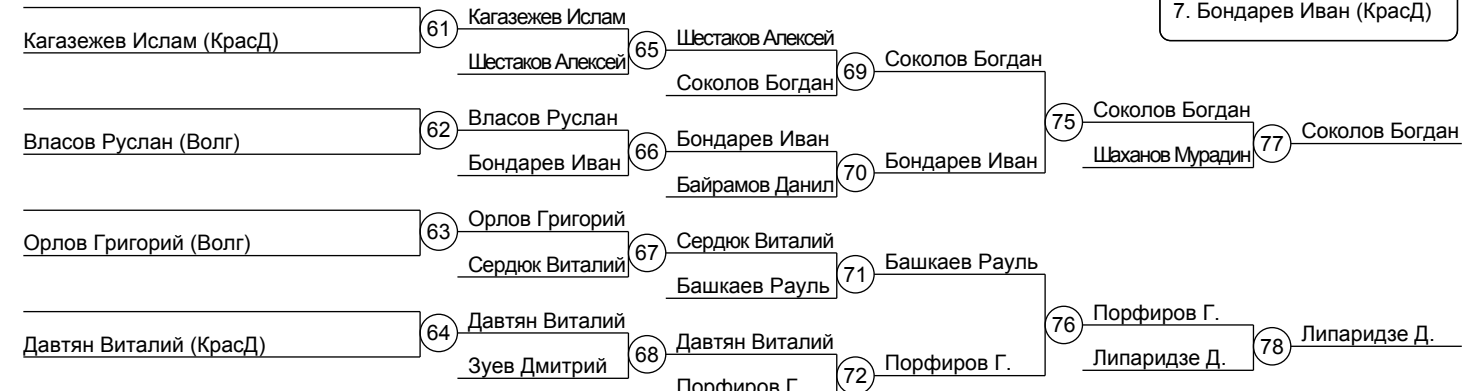 7. Бондарев Иван (КрасД)
Кагазежев Ислам (КрасД)
61
Кагазежев Ислам
Шестаков Алексей
65
Шестаков Алексей
Соколов Богдан
69
Соколов Богдан
Власов Руслан (Волг)
62
Власов Руслан
Бондарев Иван
66
Бондарев Иван
Байрамов Данил
70
Бондарев Иван
75
Соколов Богдан
Шаханов Мурадин
77
Соколов Богдан
Орлов Григорий (Волг)
63
Орлов Григорий
Сердюк Виталий
67
Сердюк Виталий
Башкаев Рауль
71
Башкаев Рауль
Давтян Виталий (КрасД)
64
Давтян Виталий
Зуев Дмитрий
68
Давтян Виталий
Порфиров Г.
72
Порфиров Г.
76
Порфиров Г.
Липаридзе Д.
78
Липаридзе Д.